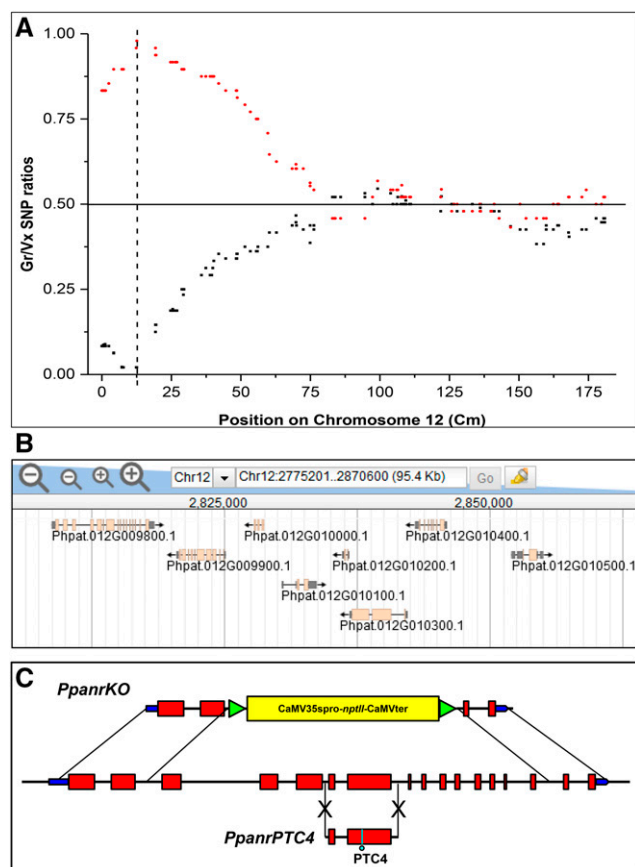 A
1.00
0.75
0.50
0.25
0.00
Gr/Vx SNP ratios
0 25 50 75 100 125 150 175 200
Position on Chromosome 12 (Cm)
B
Chr12 Chr12:2775201..2870600 (95.4 Kb) Go
2,825,000 2,850,000
Phpat.012G009800.1 Phpat.012G010000.1 Phpat.012G010400.1
Phpat.012G009900.1 Phpat.012G010200.1 Phpat.012G010500.1
Phpat.012G010100.1
Phpat.012G010300.1
C
PpanrKO
CaMV35spro-nptII-CaMVter
X X
PpanrPTC4
PTC4